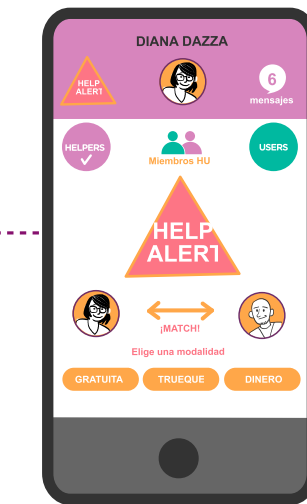 DIANA DAZZA
HELP
ALERT
6
mensajes
HELPERS
USERS
Miembros HU
HELP
ALERT
¡MATCH!
Elige una modalidad
GRATUITA
TRUEQUE
DINERO